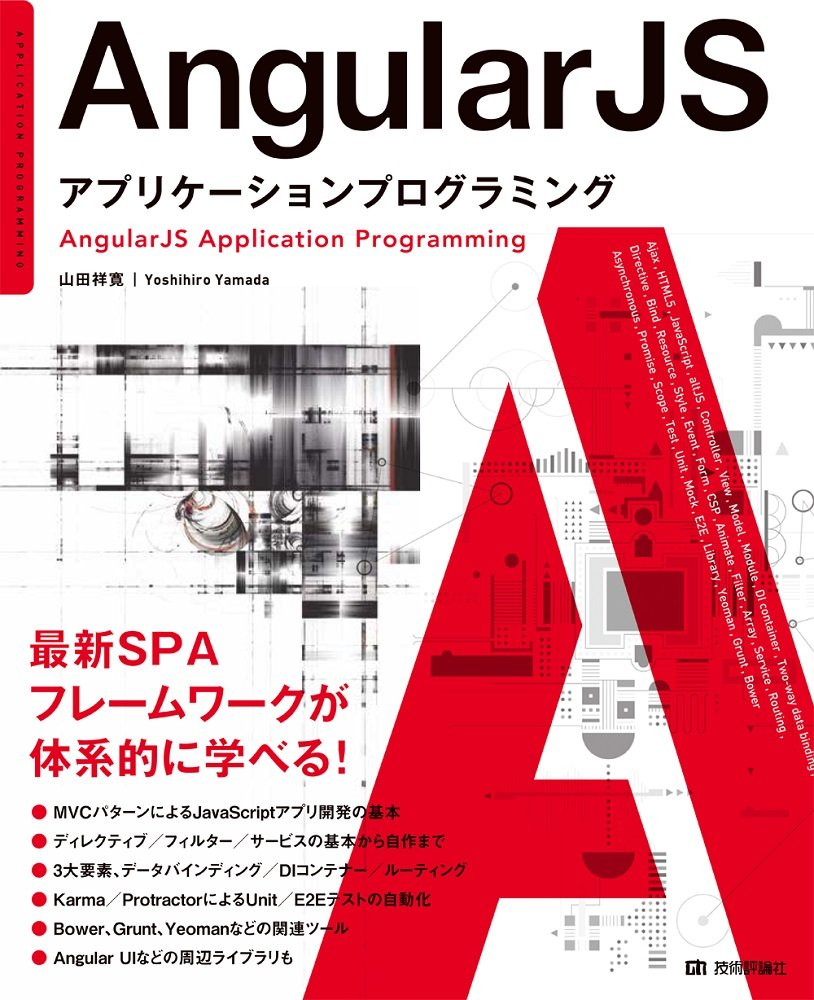 APPLICATION PROGRAMMING
AngularJS
アプリケーションプログラミング
AngularJS Application Programming
山田祥寛 | Yoshihiro Yamada
Ajax , HTML5 , JavaScript , altJS , Controller , View , Model , Module , DI container , Two-way data binding ,
Directive , Bind , Resource , Style , Event , Form , CSP , Animate , Filter , Array , Service , Routing ,
Asynchronous , Promise , Scope , Test , Unit , Mock , E2E , Library , Yeoman , Grunt , Bower
最新SPA
フレームワークが
体系的に学べる!
● MVCパターンによるJavaScriptアプリ開発の基本
● ディレクティブ/フィルター/サービスの基本から自作まで
● 3大要素、データバインディング/DIコンテナー/ルーティング
● Karma/ProtractorによるUnit/E2Eテストの自動化
● Bower、Grunt、Yeomanなどの関連ツール
● Angular UIなどの周辺ライブラリも
技術評論社